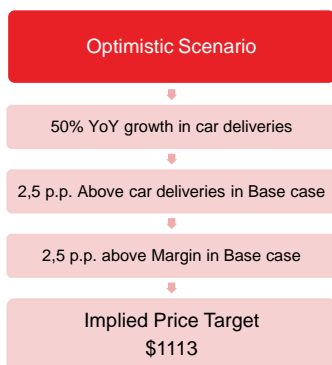 Optimistic Scenario
50% YoY growth in car deliveries
2,5 p.p. Above car deliveries in Base case
2,5 p.p. above Margin in Base case
Implied Price Target
$1113